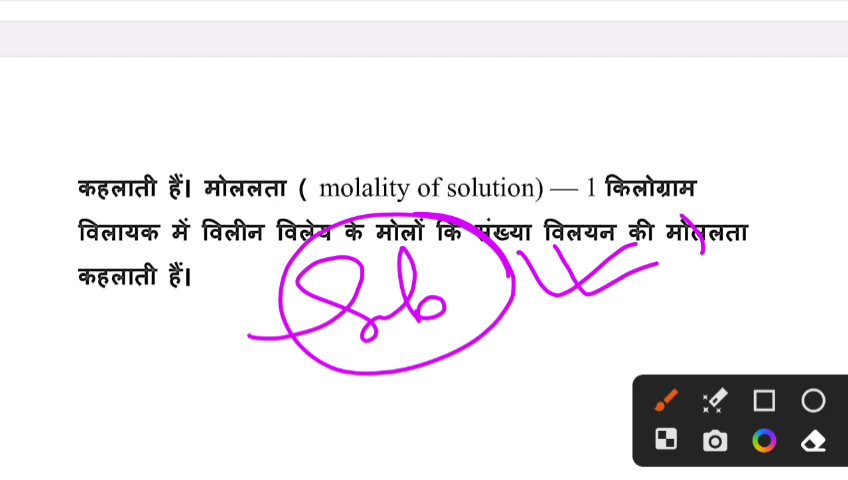 कहलाती हैं। मोललता ( molality of solution) — 1 किलोग्राम
विलायक में विलीन विलेय के मोलों कि संख्या विलयन की मोललता
कहलाती हैं।